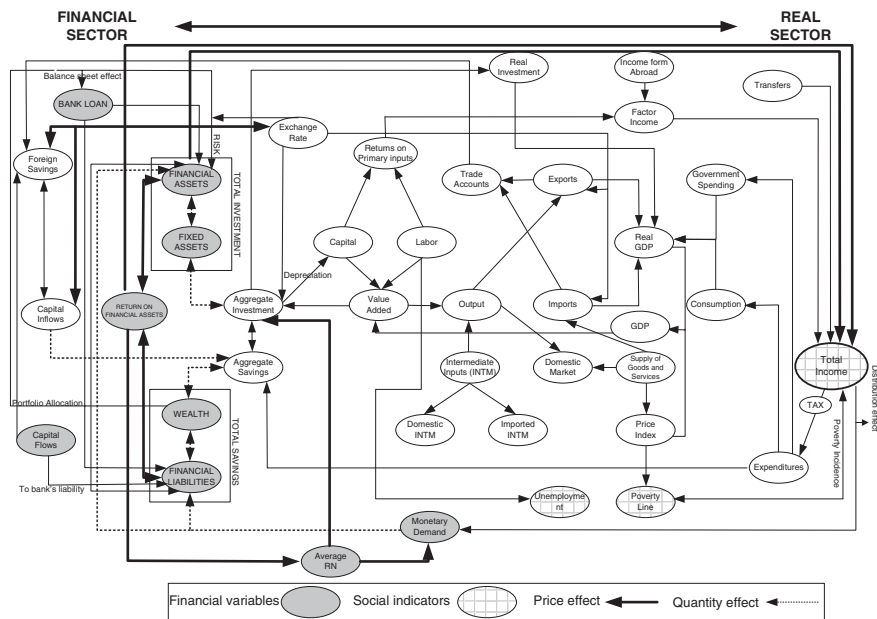 FINANCIAL
SECTOR
REAL
SECTOR
Balance sheet effect
BANK LOAN
RISK
Exchange
Rate
Real
Investment
Income form
Abroad
Transfers
Factor
Income
Foreign
Savings
FINANCIAL
ASSETS
TOTAL INVESTMENT
FIXED
ASSETS
Returns on
Primary inputs
Trade
Accounts
Exports
Government
Spending
Capital
Labor
Real
GDP
Depreciation
Capital
Inflows
RETURN ON
FINANCIAL ASSETS
Aggregate
Investment
Value
Added
Output
Imports
Consumption
GDP
Aggregate
Savings
Intermediate
Inputs (INTM)
Domestic
Market
Supply of
Goods and
Services
Total
Income
Distribution effect
Portfolio Allocation
WEALTH
TOTAL SAVINGS
TAX
Capital
Flows
Domestic
INTM
Imported
INTM
Price
Index
Poverty Incidence
FINANCIAL
LIABILITIES
Expenditures
To bank's liability
Unemployme
nt
Poverty
Line
Monetary
Demand
Average
RN
Financial variables
Social indicators
Price effect
Quantity effect